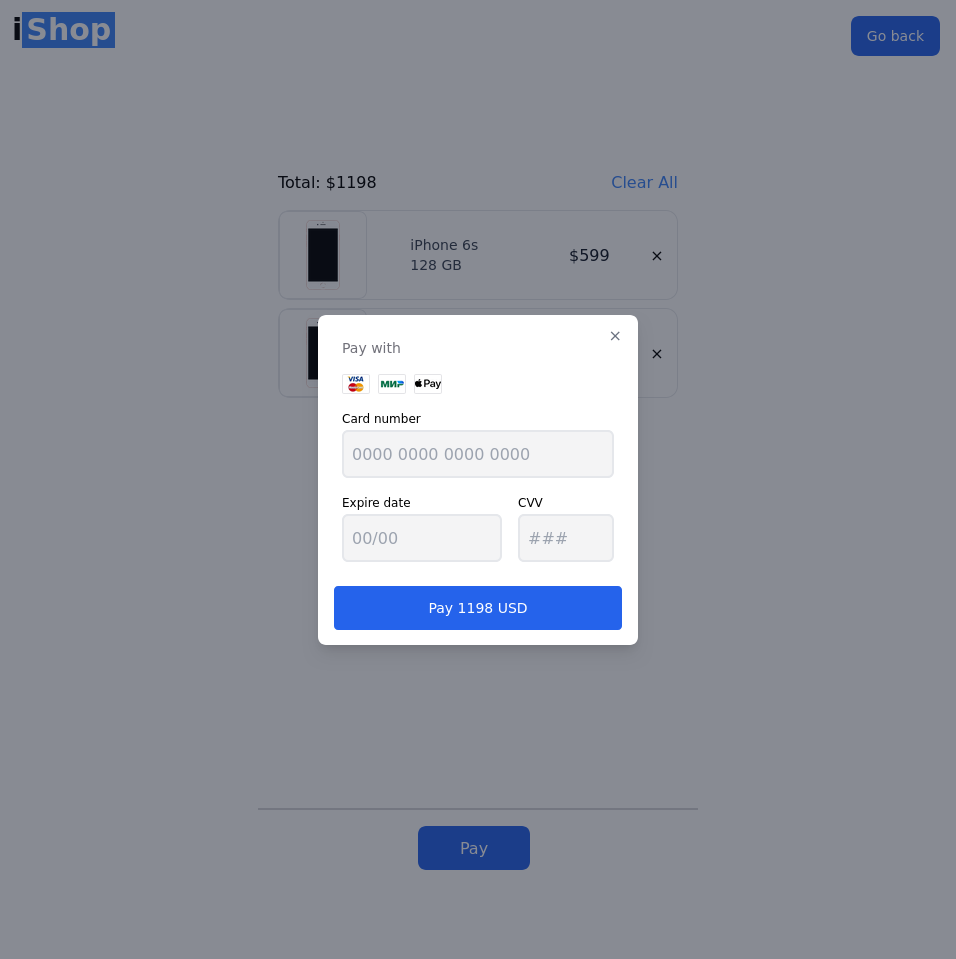 iShop
Go back
Total: $1198
Clear All
iPhone 6s
128 GB
$599
×
×
×
Pay with
VISA
МИР
Pay
Card number
0000 0000 0000 0000
Expire date
CVV
00/00
###
Pay 1198 USD
Pay